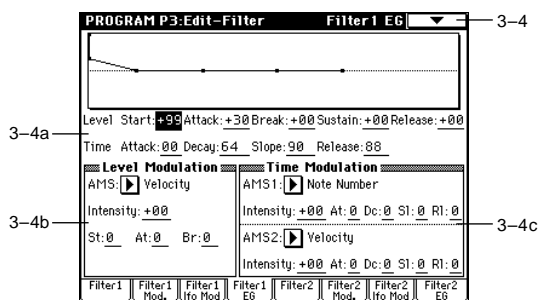 PROGRAM P3:Edit-Filter Filter1 EG
3-4
Level Start:+99 Attack:+30 Break:+00 Sustain:+00 Release:+00
3-4a
Time Attack:00 Decay:64 Slope:90 Release:88
Level Modulation
Time Modulation
AMS: Velocity
AMS1: Note Number
Intensity:+00
Intensity:+00 At:0 Dc:0 Sl:0 Rl:0
3-4b
3-4c
St:0 At:0 Br:0
AMS2: Velocity
Intensity:+00 At:0 Dc:0 Sl:0 Rl:0
Filter1 Filter1 Mod. Filter1 lfo Mod Filter1 EG Filter2 Filter2 Mod. Filter2 lfo Mod Filter2 EG